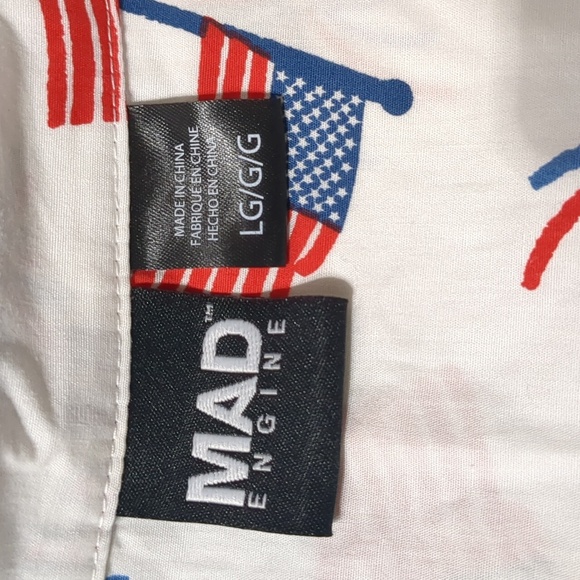 MADE IN CHINA
FABRIQUÉ EN CHINE
HECHO EN CHINA
LG/G/G
MAD™
ENGINE